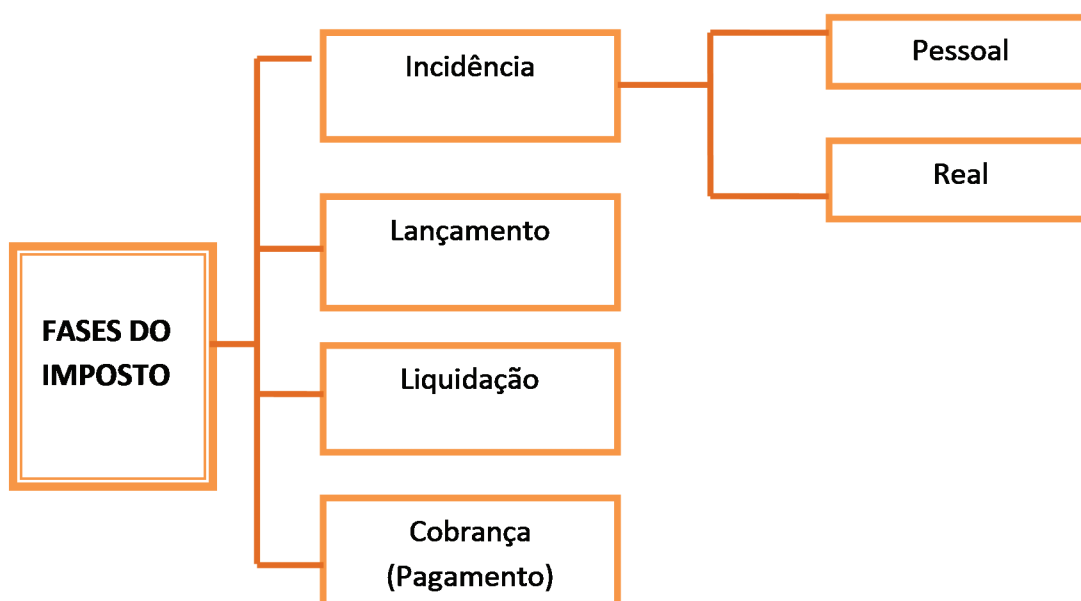 FASES DO
IMPOSTO
Incidência
Pessoal
Real
Lançamento
Liquidação
Cobrança
(Pagamento)